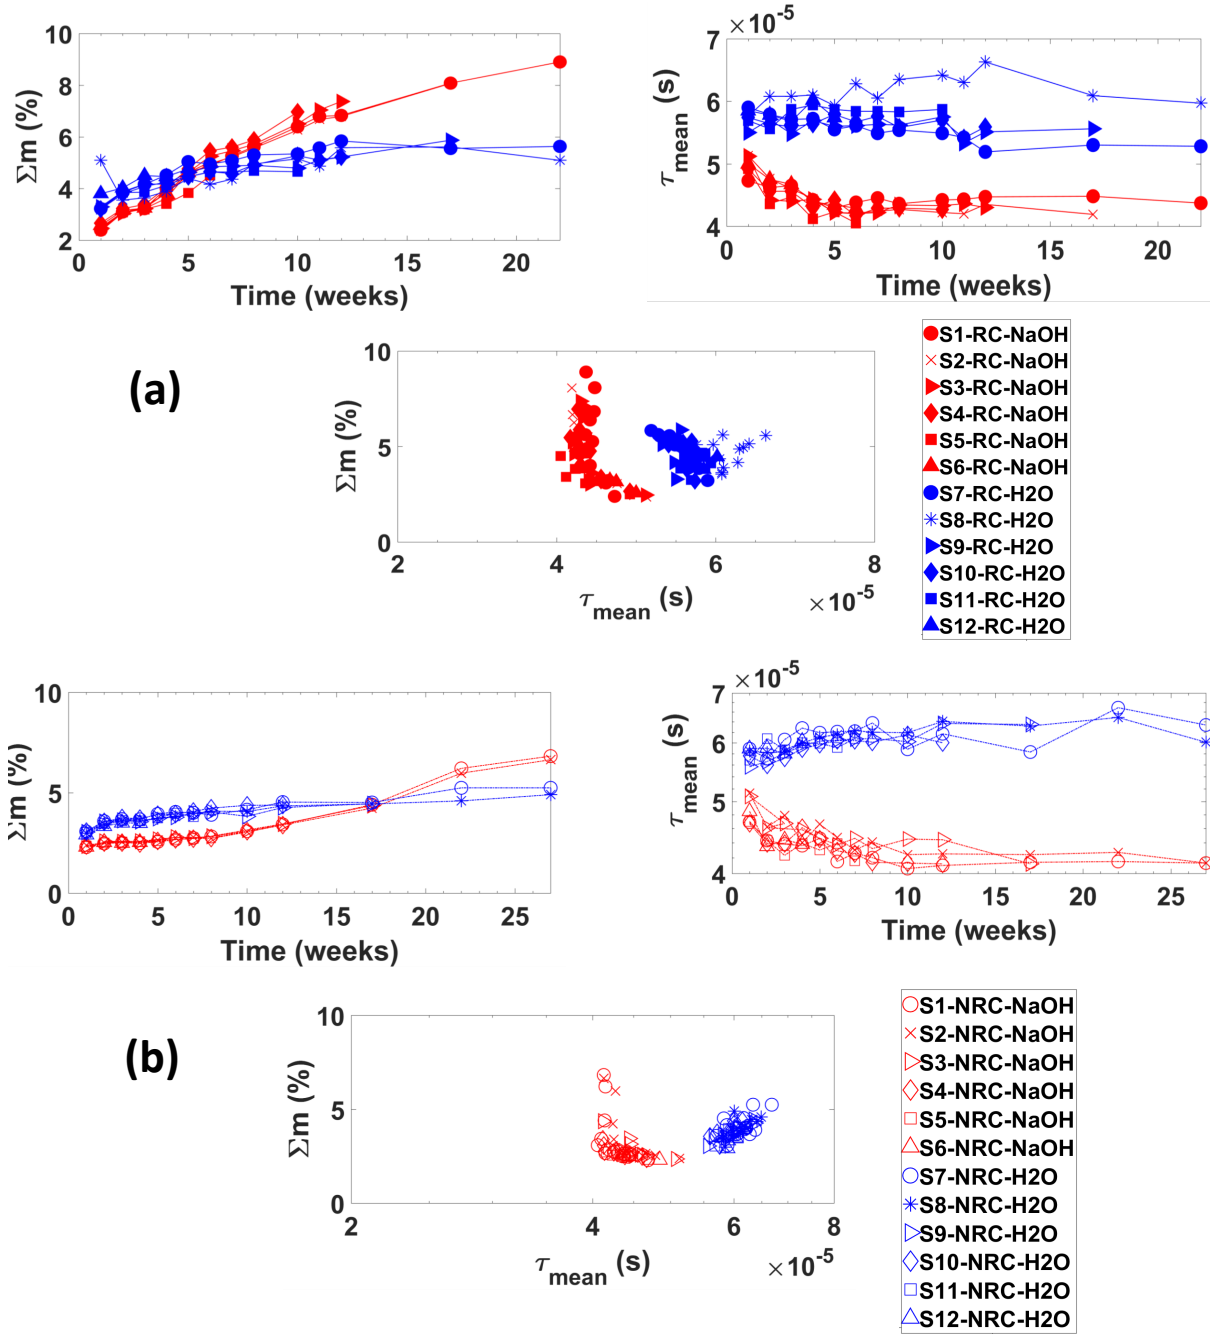 10
8
6
4
2
Σm (%)
0 5 10 15 20
Time (weeks)
×10-5
7
6
5
4
τmean (s)
0 5 10 15 20
Time (weeks)
(a)
10
5
0
Σm (%)
2 4 6 8
τmean (s)
×10-5
S1-RC-NaOH
S2-RC-NaOH
S3-RC-NaOH
S4-RC-NaOH
S5-RC-NaOH
S6-RC-NaOH
S7-RC-H2O
S8-RC-H2O
S9-RC-H2O
S10-RC-H2O
S11-RC-H2O
S12-RC-H2O
10
5
0
Σm (%)
0 5 10 15 20 25
Time (weeks)
×10-5
7
6
5
4
τmean (s)
0 5 10 15 20 25
Time (weeks)
(b)
10
5
0
Σm (%)
2 4 6 8
τmean (s)
×10-5
S1-NRC-NaOH
S2-NRC-NaOH
S3-NRC-NaOH
S4-NRC-NaOH
S5-NRC-NaOH
S6-NRC-NaOH
S7-NRC-H2O
S8-NRC-H2O
S9-NRC-H2O
S10-NRC-H2O
S11-NRC-H2O
S12-NRC-H2O